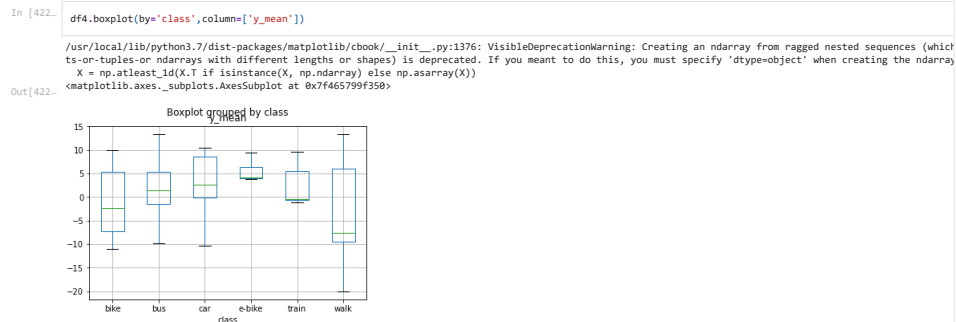 In [422…
df4.boxplot(by='class',column=['y_mean'])
/usr/local/lib/python3.7/dist-packages/matplotlib/cbook/__init__.py:1376: VisibleDeprecationWarning: Creating an ndarray from ragged nested sequences (which
ts-or-tuples-or ndarrays with different lengths or shapes) is deprecated. If you meant to do this, you must specify 'dtype=object' when creating the ndarray
X = np.atleast_1d(X.T if isinstance(X, np.ndarray) else np.asarray(X))
Out[422…
<matplotlib.axes._subplots.AxesSubplot at 0x7f465799f350>
Boxplot grouped by class
y_mean
15
10
5
0
−5
−10
−15
−20
bike bus car e-bike train walk
class